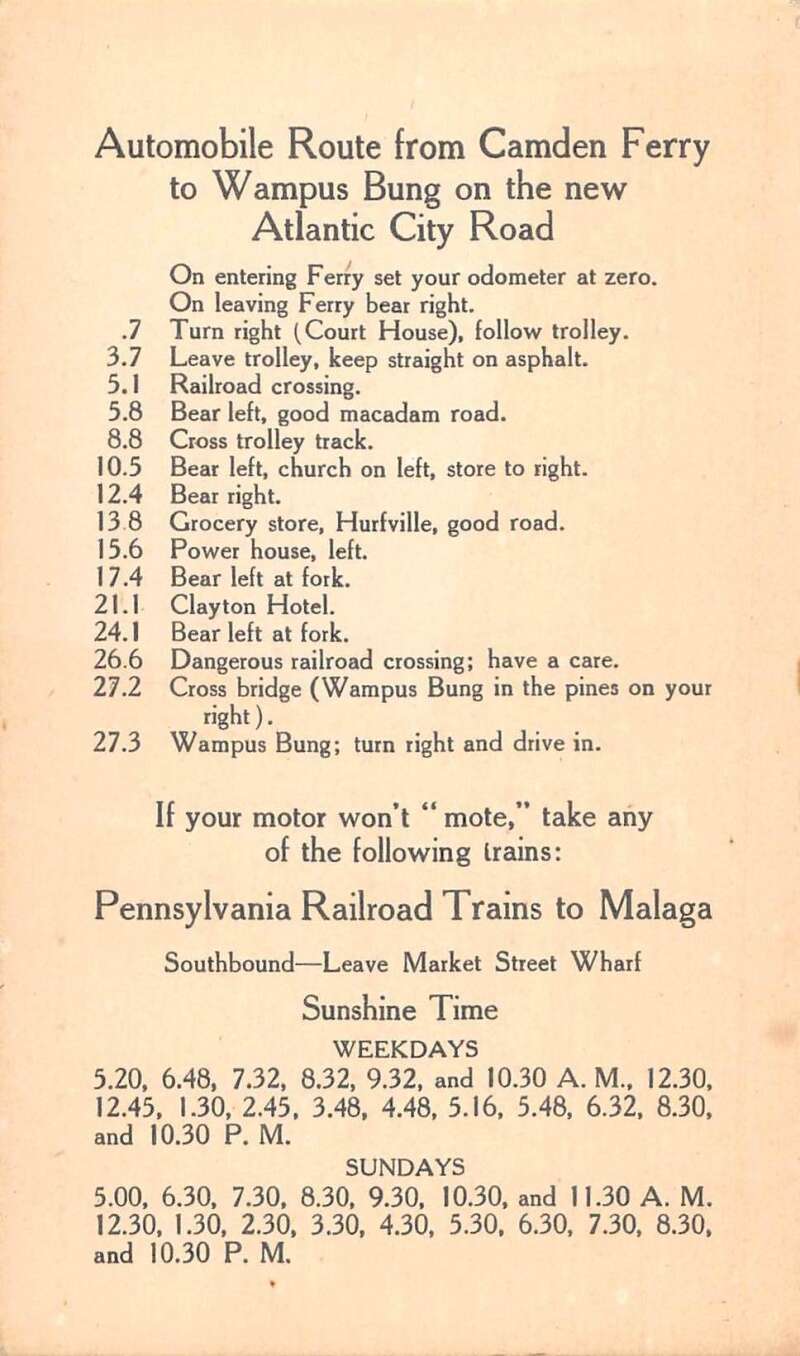 Automobile Route from Camden Ferry
to Wampus Bung on the new
Atlantic City Road
On entering Ferry set your odometer at zero.
On leaving Ferry bear right.
.7 Turn right (Court House), follow trolley.
3.7 Leave trolley, keep straight on asphalt.
5.1 Railroad crossing.
5.8 Bear left, good macadam road.
8.8 Cross trolley track.
10.5 Bear left, church on left, store to right.
12.4 Bear right.
13.8 Grocery store, Hurfville, good road.
15.6 Power house, left.
17.4 Bear left at fork.
21.1 Clayton Hotel.
24.1 Bear left at fork.
26.6 Dangerous railroad crossing; have a care.
27.2 Cross bridge (Wampus Bung in the pines on your
right).
27.3 Wampus Bung; turn right and drive in.
If your motor won't "mote," take any
of the following trains:
Pennsylvania Railroad Trains to Malaga
Southbound—Leave Market Street Wharf
Sunshine Time
WEEKDAYS
5.20, 6.48, 7.32, 8.32, 9.32, and 10.30 A. M., 12.30,
12.45, 1.30, 2.45, 3.48, 4.48, 5.16, 5.48, 6.32, 8.30,
and 10.30 P. M.
SUNDAYS
5.00, 6.30, 7.30, 8.30, 9.30, 10.30, and 11.30 A. M.
12.30, 1.30, 2.30, 3.30, 4.30, 5.30, 6.30, 7.30, 8.30,
and 10.30 P. M.